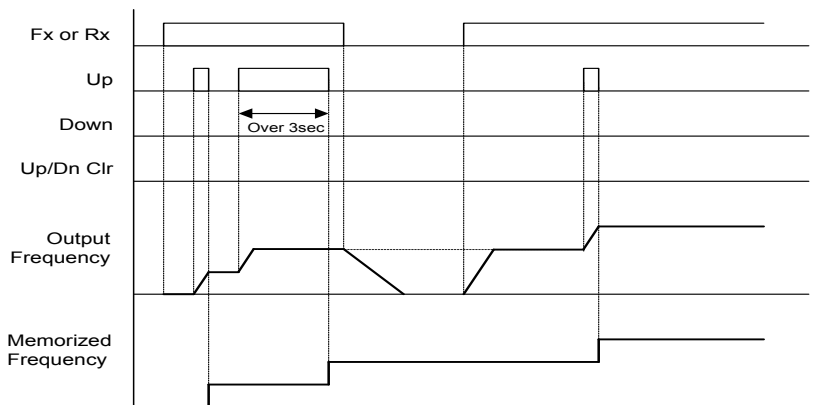 Fx or Rx
Up
Down
Over 3sec
Up/Dn Clr
Output
Frequency
Memorized
Frequency